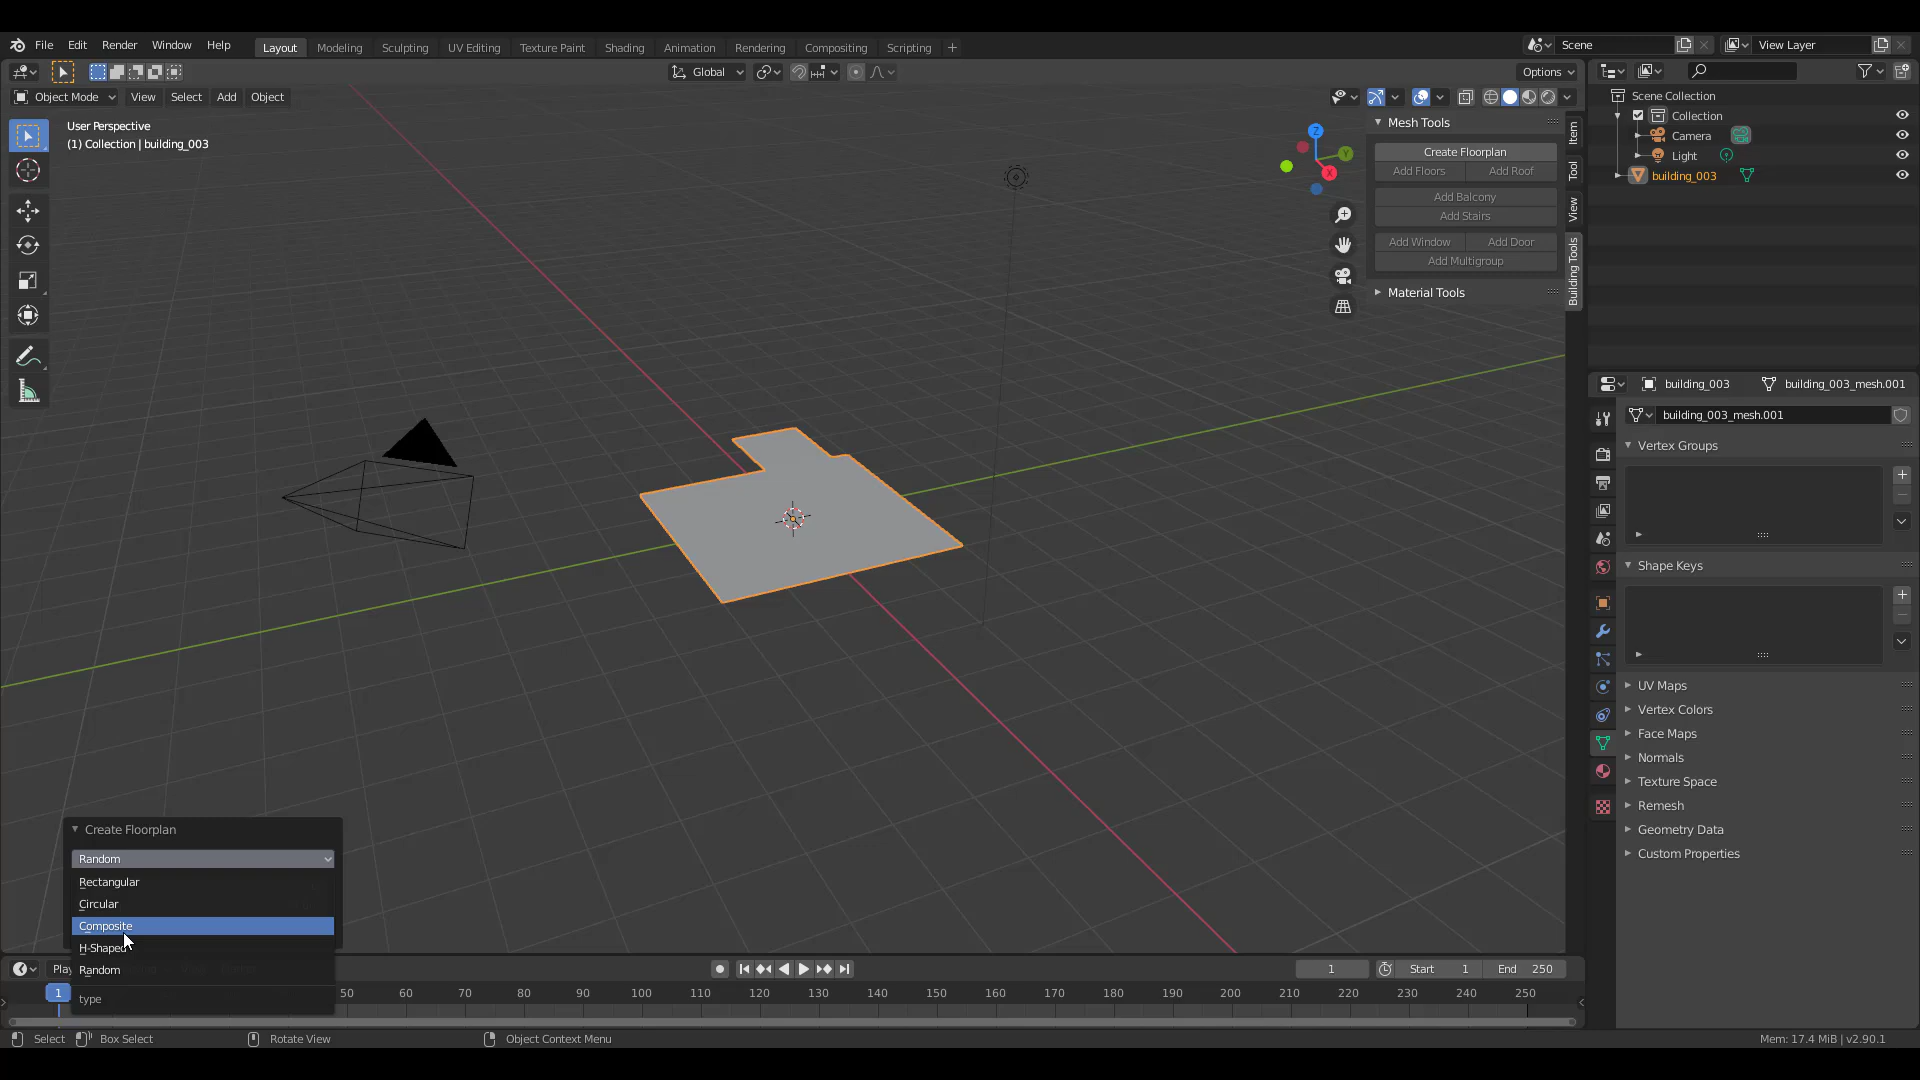 File Edit Render Window Help
Layout Modeling Sculpting UV Editing Texture Paint Shading Animation Rendering Compositing Scripting +
Scene
View Layer
Global
Options
Object Mode View Select Add Object
User Perspective
(1) Collection | building_003
Z
Y
X
Mesh Tools
Create Floorplan
Add Floors Add Roof
Add Balcony
Add Stairs
Add Window Add Door
Add Multigroup
Material Tools
Item
Tool
View
Building Tools
Scene Collection
Collection
Camera
Light
building_003
building_003 building_003_mesh.001
building_003_mesh.001
Vertex Groups
Shape Keys
UV Maps
Vertex Colors
Face Maps
Normals
Texture Space
Remesh
Geometry Data
Custom Properties
Create Floorplan
Random
Rectangular
Circular
Composite
H-Shaped
Random
type
Play
1 Start 1 End 250
1 50 60 70 80 90 100 110 120 130 140 150 160 170 180 190 200 210 220 230 240 250
Select Box Select Rotate View Object Context Menu
Mem: 17.4 MiB | v2.90.1